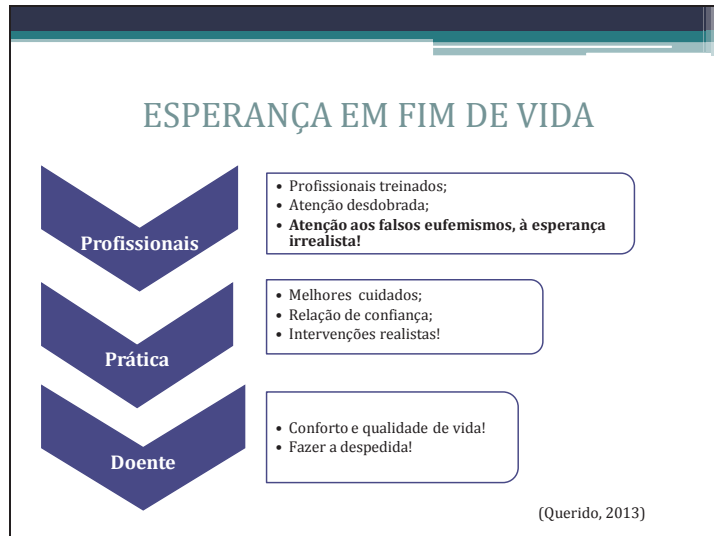 ESPERANÇA EM FIM DE VIDA
Profissionais
• Profissionais treinados;
• Atenção desdobrada;
• Atenção aos falsos eufemismos, à esperança
irrealista!
Prática
• Melhores cuidados;
• Relação de confiança;
• Intervenções realistas!
Doente
• Conforto e qualidade de vida!
• Fazer a despedida!
(Querido, 2013)